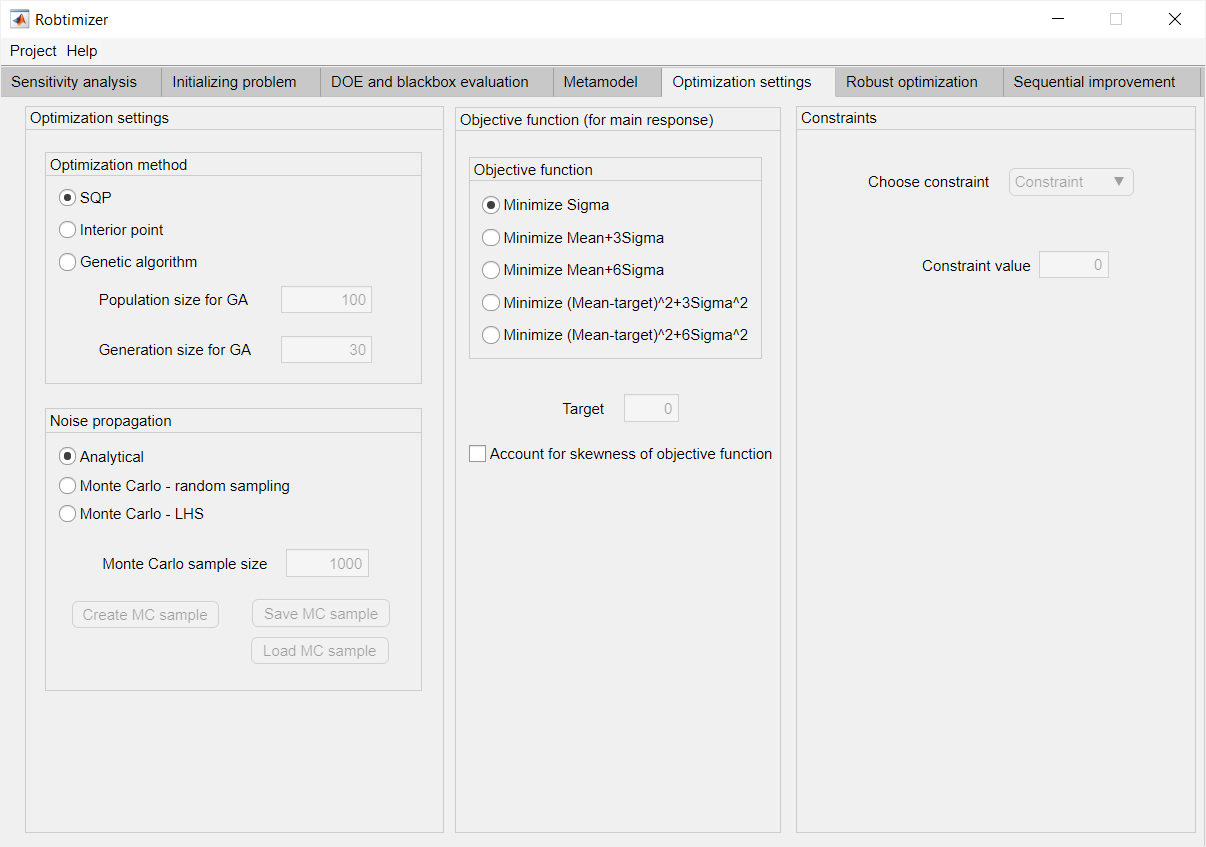 Robtimizer
Project Help
Sensitivity analysis Initializing problem DOE and blackbox evaluation Metamodel Optimization settings Robust optimization Sequential improvement
Optimization settings
Optimization method
SQP
Interior point
Genetic algorithm
Population size for GA 100
Generation size for GA 30
Noise propagation
Analytical
Monte Carlo - random sampling
Monte Carlo - LHS
Monte Carlo sample size 1000
Create MC sample Save MC sample
Load MC sample
Objective function (for main response)
Objective function
Minimize Sigma
Minimize Mean+3Sigma
Minimize Mean+6Sigma
Minimize (Mean-target)^2+3Sigma^2
Minimize (Mean-target)^2+6Sigma^2
Target 0
Account for skewness of objective function
Constraints
Choose constraint Constraint
Constraint value 0